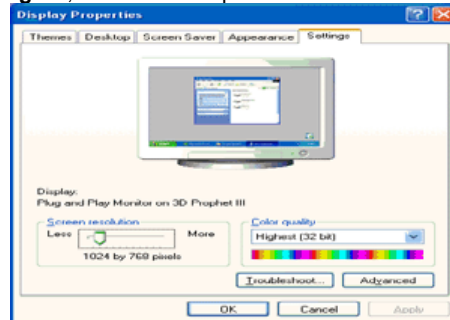 Display Properties
Themes Desktop Screen Saver Appearance Settings
Display:
Plug and Play Monitor on 3D Prophet III
Screen resolution
Less More
1024 by 768 pixels
Color quality
Highest (32 bit)
Troubleshoot... Advanced
OK Cancel Apply